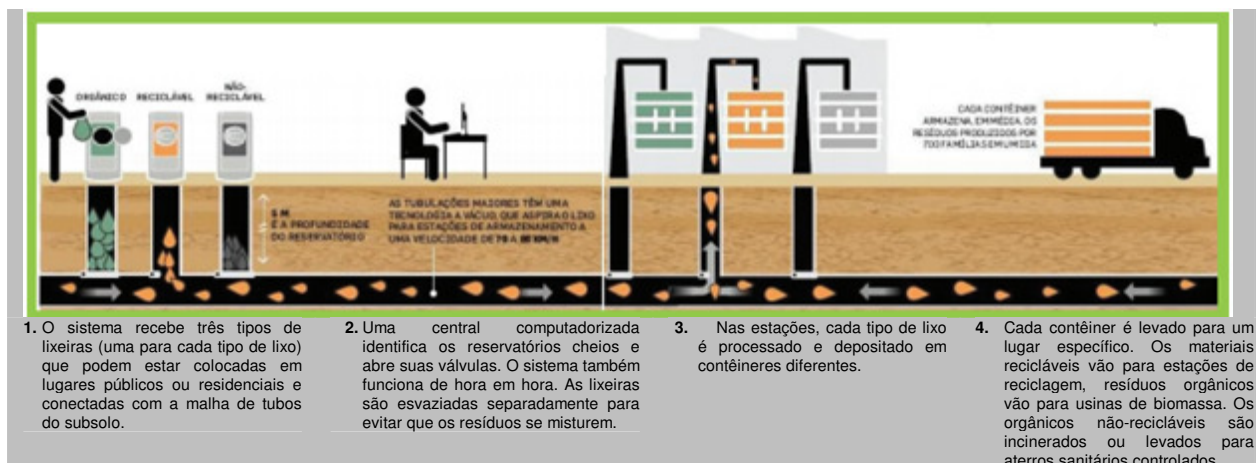 ORGÂNICO
RECICLÁVEL
NÃO-
RECICLÁVEL
5 M
É A PROFUNDIDADE
DO RESERVATÓRIO
AS TUBULAÇÕES MAIORES TÊM UMA
TECNOLOGIA A VÁCUO, QUE ASPIRA O LIXO
PARA ESTAÇÕES DE ARMAZENAMENTO A
UMA VELOCIDADE DE 70 A 80 KM/H
CADA CONTÊINER
ARMAZENA, EM MÉDIA, OS
RESÍDUOS PRODUZIDOS POR
700 FAMÍLIAS EM UM DIA
1. O sistema recebe três tipos de
lixeiras (uma para cada tipo de lixo)
que podem estar colocadas em
lugares públicos ou residenciais e
conectadas com a malha de tubos
do subsolo.
2. Uma central computadorizada
identifica os reservatórios cheios e
abre suas válvulas. O sistema também
funciona de hora em hora. As lixeiras
são esvaziadas separadamente para
evitar que os resíduos se misturem.
3. Nas estações, cada tipo de lixo
é processado e depositado em
contêineres diferentes.
4. Cada contêiner é levado para um
lugar específico. Os materiais
recicláveis vão para estações de
reciclagem, resíduos orgânicos
vão para usinas de biomassa. Os
orgânicos não-recicláveis são
incinerados ou levados para
aterros sanitários controlados